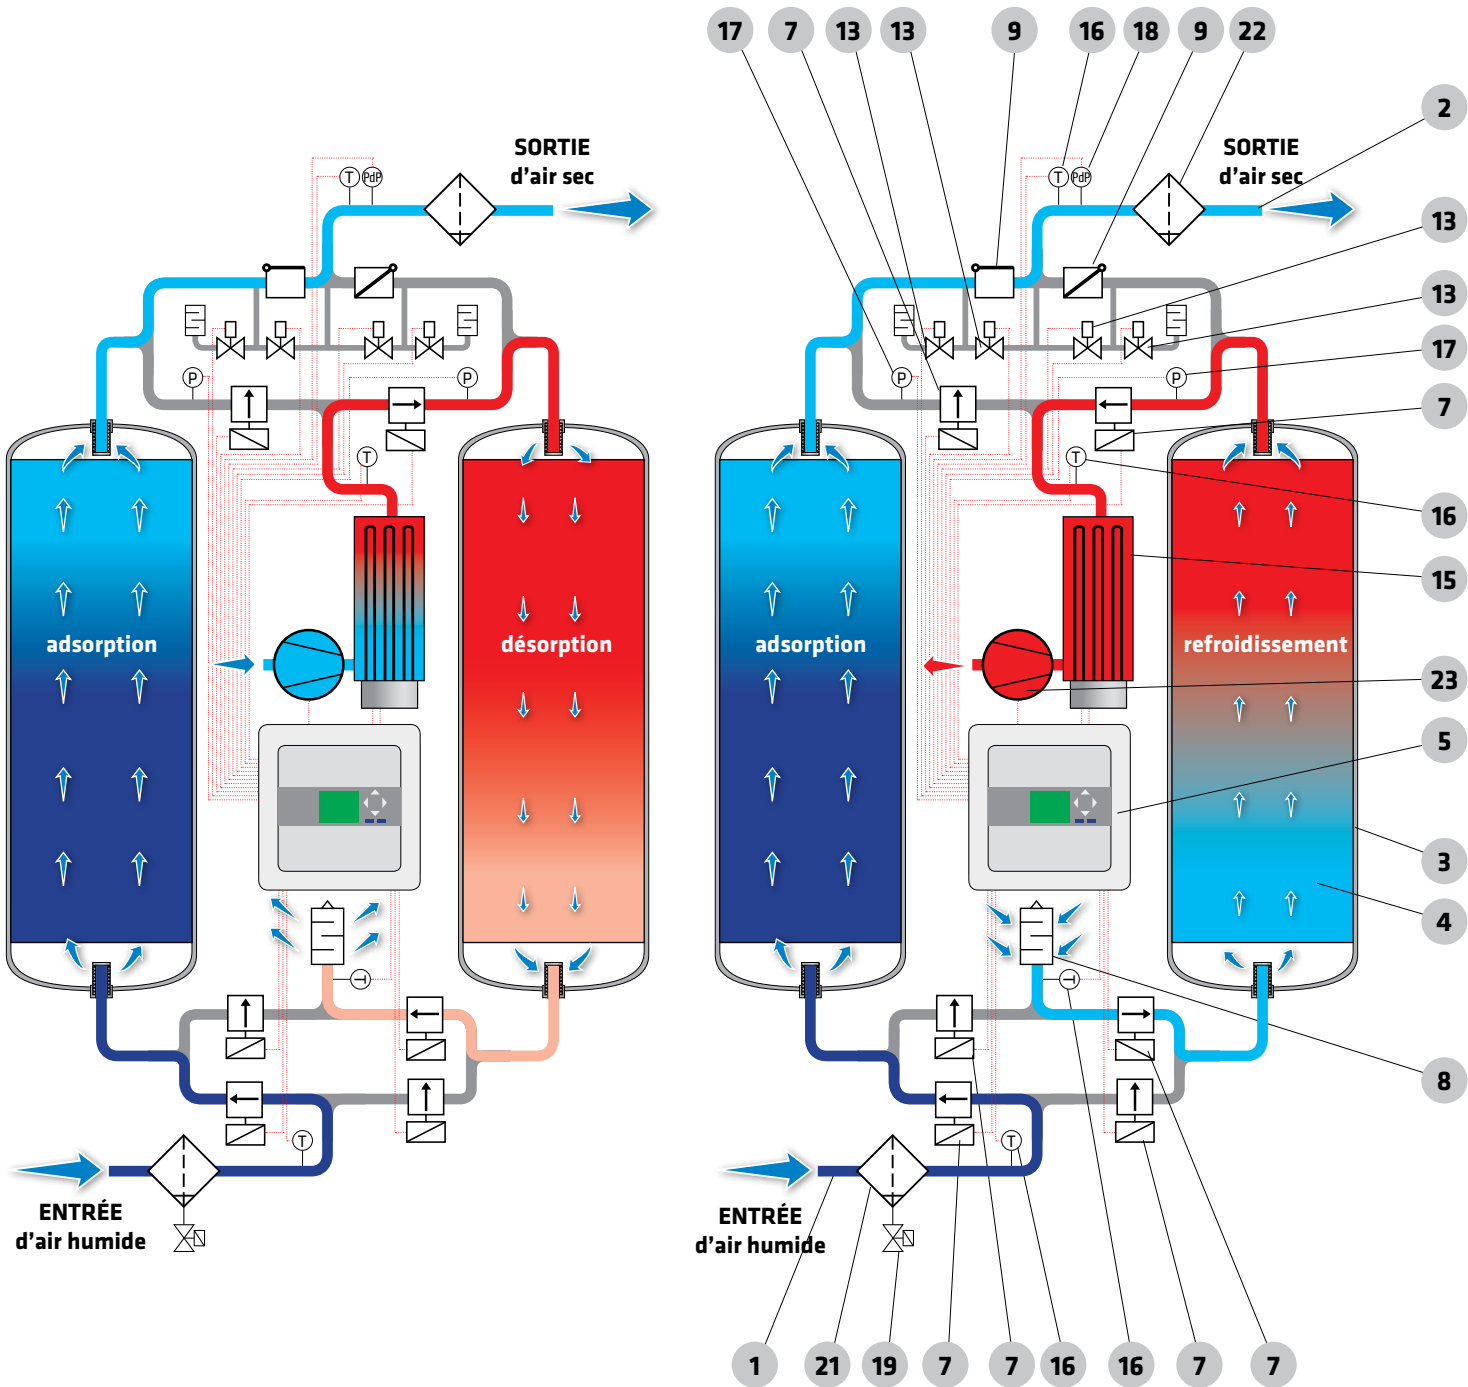 17 7 13 13 9 16 18 9 22
2
SORTIE
d'air sec
T PdP
SORTIE
d'air sec
T PdP
13
13
17
P P
P P
7
T
T
16
15
adsorption
désorption
adsorption
refroidissement
23
5
3
4
T
T
8
T
T
ENTRÉE
d'air humide
ENTRÉE
d'air humide
1 21 19 7 7 16 16 7 7